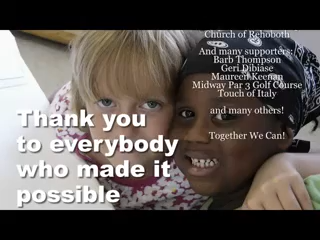 Church of Rehoboth
And many supporters:
Barb Thompson
Geri Dibiase
Maureen Keenan
Midway Par 3 Golf Course
Touch of Italy
and many others!
Together We Can!
Thank you
to everybody
who made it
possible